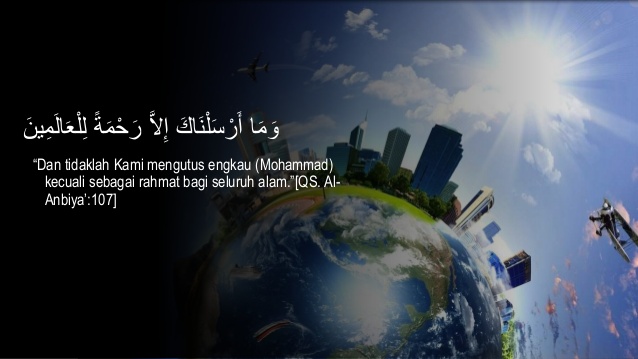 وَمَا أَرْسَلْنَاكَ إِلاَّ رَحْمَةً لِلْعَالَمِينَ
“Dan tidaklah Kami mengutus engkau (Mohammad)
kecuali sebagai rahmat bagi seluruh alam.”[QS. Al-
Anbiya’:107]